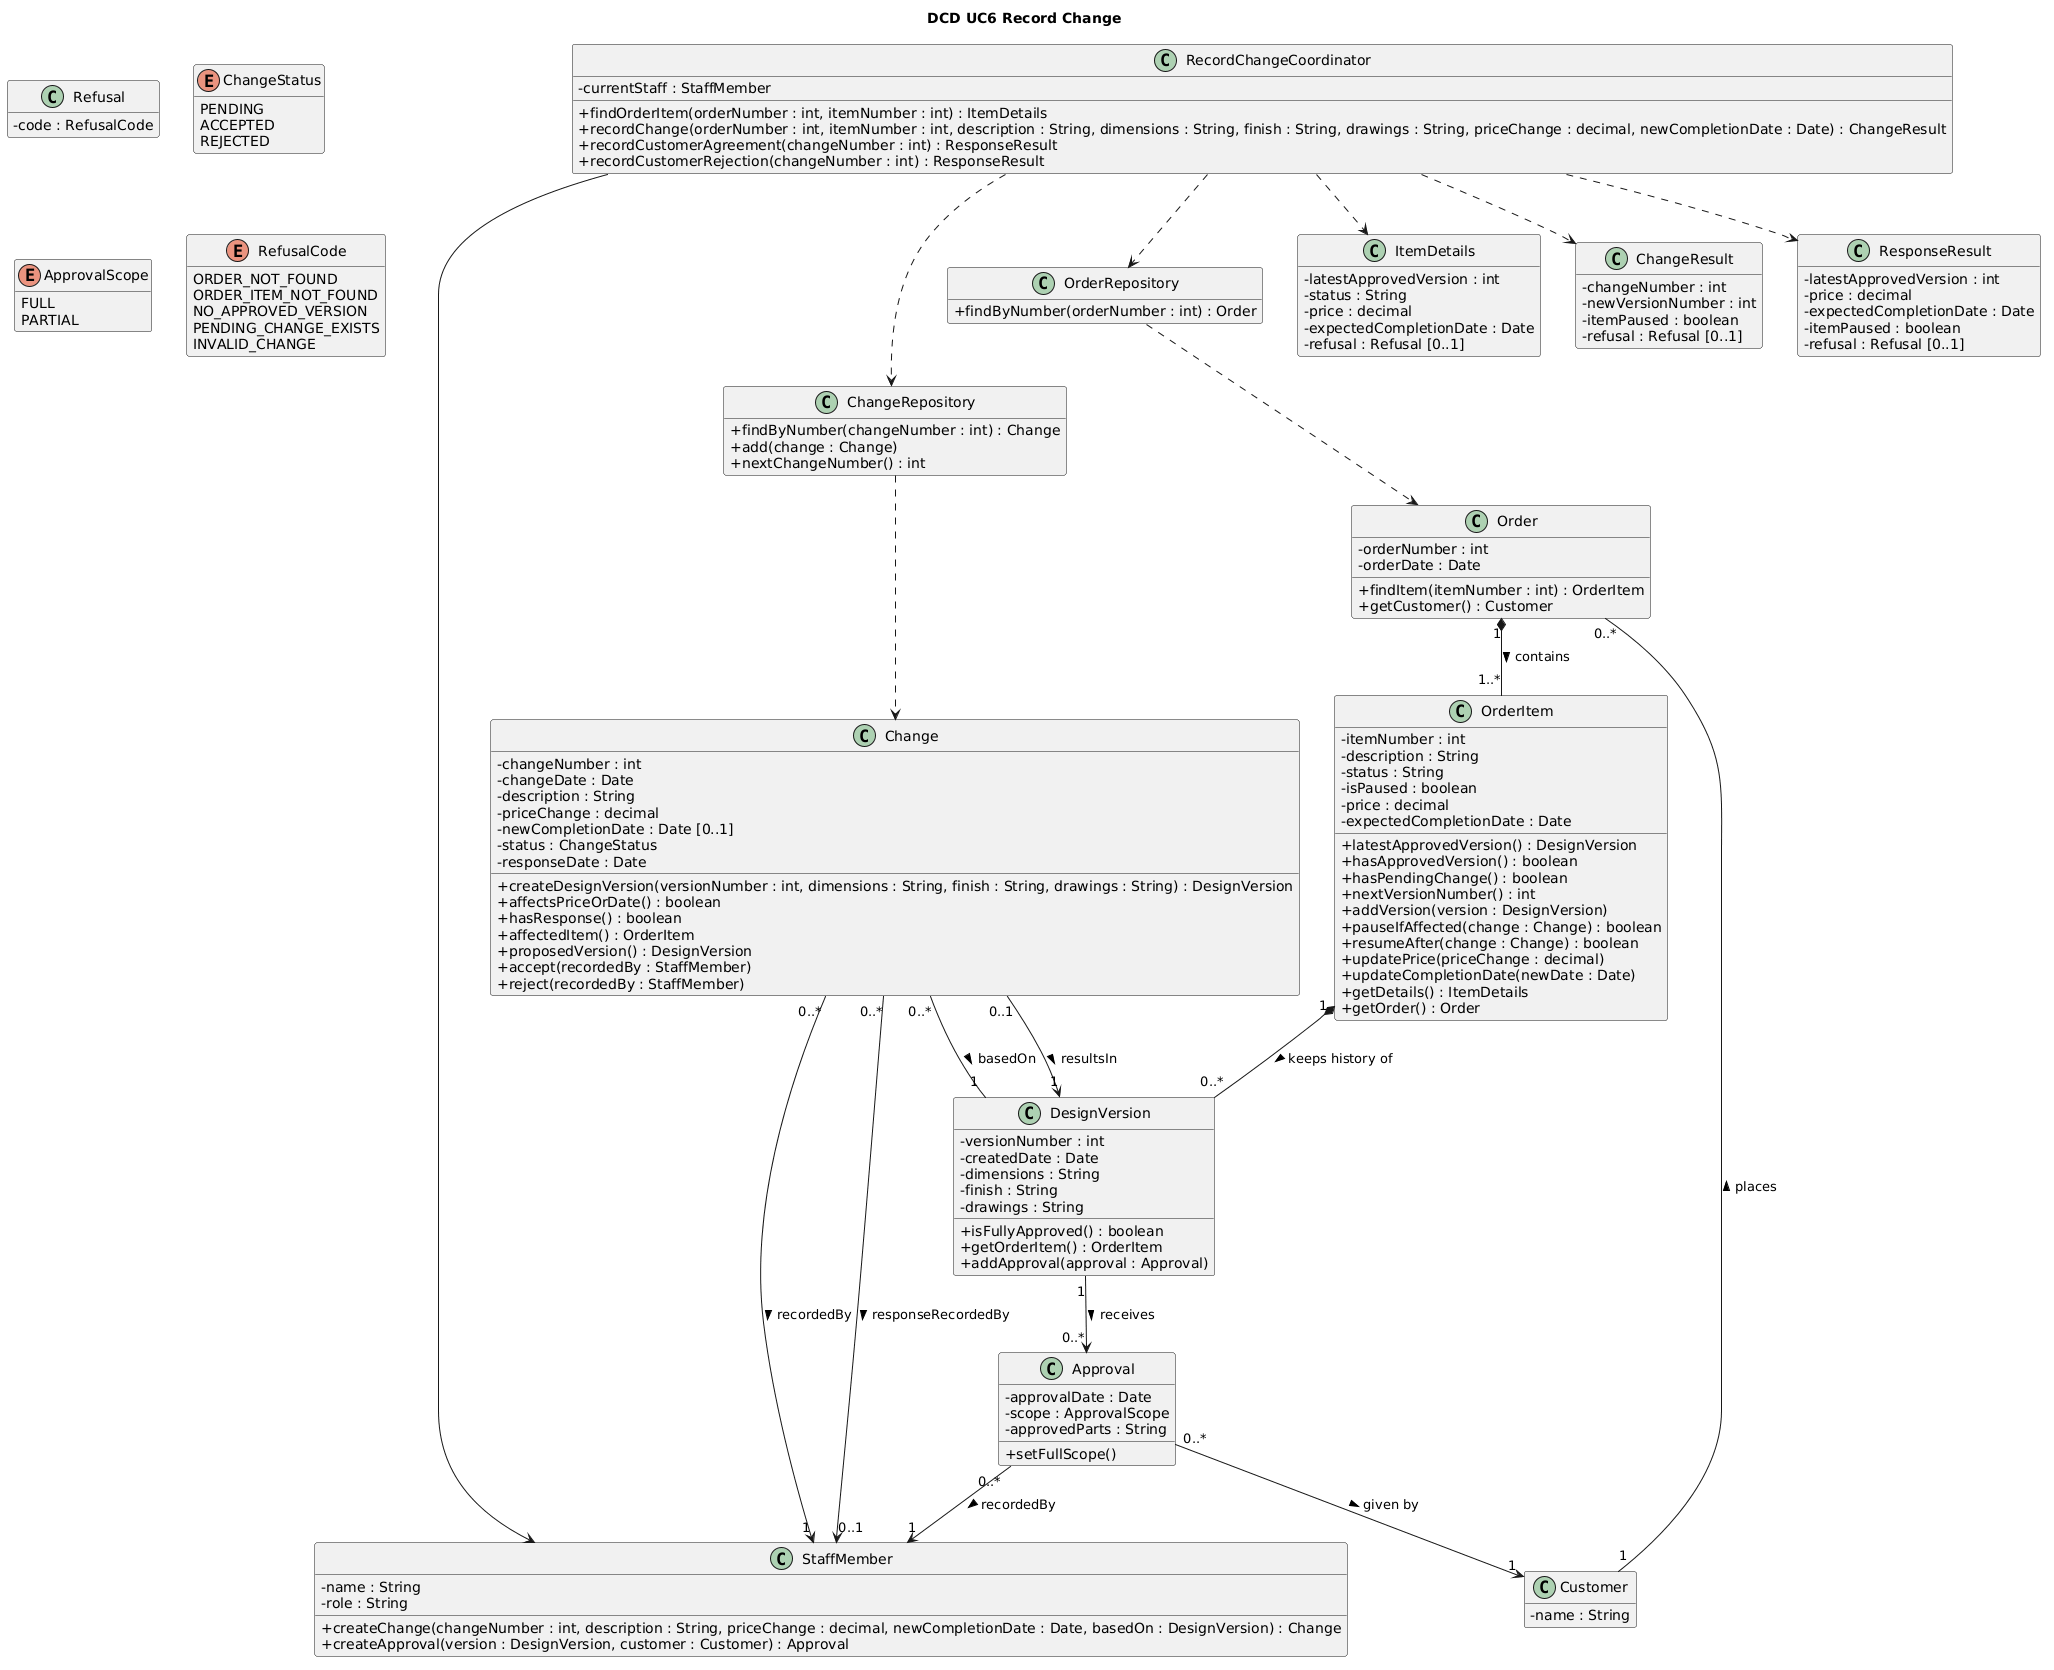 DCD UC6 Record Change
C RecordChangeCoordinator
-currentStaff : StaffMember
+findOrderItem(orderNumber : int, itemNumber : int) : ItemDetails
+recordChange(orderNumber : int, itemNumber : int, description : String, dimensions : String, finish : String, drawings : String, priceChange : decimal, newCompletionDate : Date) : ChangeResult
+recordCustomerAgreement(changeNumber : int) : ResponseResult
+recordCustomerRejection(changeNumber : int) : ResponseResult
C Refusal
-code : RefusalCode
E ChangeStatus
PENDING
ACCEPTED
REJECTED
E ApprovalScope
FULL
PARTIAL
E RefusalCode
ORDER_NOT_FOUND
ORDER_ITEM_NOT_FOUND
NO_APPROVED_VERSION
PENDING_CHANGE_EXISTS
INVALID_CHANGE
C OrderRepository
+findByNumber(orderNumber : int) : Order
C ItemDetails
-latestApprovedVersion : int
-status : String
-price : decimal
-expectedCompletionDate : Date
-refusal : Refusal [0..1]
C ChangeResult
-changeNumber : int
-newVersionNumber : int
-itemPaused : boolean
-refusal : Refusal [0..1]
C ResponseResult
-latestApprovedVersion : int
-price : decimal
-expectedCompletionDate : Date
-itemPaused : boolean
-refusal : Refusal [0..1]
C ChangeRepository
+findByNumber(changeNumber : int) : Change
+add(change : Change)
+nextChangeNumber() : int
C Order
-orderNumber : int
-orderDate : Date
+findItem(itemNumber : int) : OrderItem
+getCustomer() : Customer
1
0..*
contains
1..*
C OrderItem
-itemNumber : int
-description : String
-status : String
-isPaused : boolean
-price : decimal
-expectedCompletionDate : Date
+latestApprovedVersion() : DesignVersion
+hasApprovedVersion() : boolean
+hasPendingChange() : boolean
+nextVersionNumber() : int
+addVersion(version : DesignVersion)
+pauseIfAffected(change : Change) : boolean
+resumeAfter(change : Change) : boolean
+updatePrice(priceChange : decimal)
+updateCompletionDate(newDate : Date)
+getDetails() : ItemDetails
+getOrder() : Order
C Change
-changeNumber : int
-changeDate : Date
-description : String
-priceChange : decimal
-newCompletionDate : Date [0..1]
-status : ChangeStatus
-responseDate : Date
+createDesignVersion(versionNumber : int, dimensions : String, finish : String, drawings : String) : DesignVersion
+affectsPriceOrDate() : boolean
+hasResponse() : boolean
+affectedItem() : OrderItem
+proposedVersion() : DesignVersion
+accept(recordedBy : StaffMember)
+reject(recordedBy : StaffMember)
0..*
0..*
0..*
0..1
1
basedOn
resultsIn
keeps history of
1
1
0..*
C DesignVersion
-versionNumber : int
-createdDate : Date
-dimensions : String
-finish : String
-drawings : String
+isFullyApproved() : boolean
+getOrderItem() : OrderItem
+addApproval(approval : Approval)
places
1
recordedBy
responseRecordedBy
receives
0..*
C Approval
-approvalDate : Date
-scope : ApprovalScope
-approvedParts : String
+setFullScope()
0..*
0..*
recordedBy
given by
1
0..1
1
1
1
C StaffMember
-name : String
-role : String
+createChange(changeNumber : int, description : String, priceChange : decimal, newCompletionDate : Date, basedOn : DesignVersion) : Change
+createApproval(version : DesignVersion, customer : Customer) : Approval
C Customer
-name : String